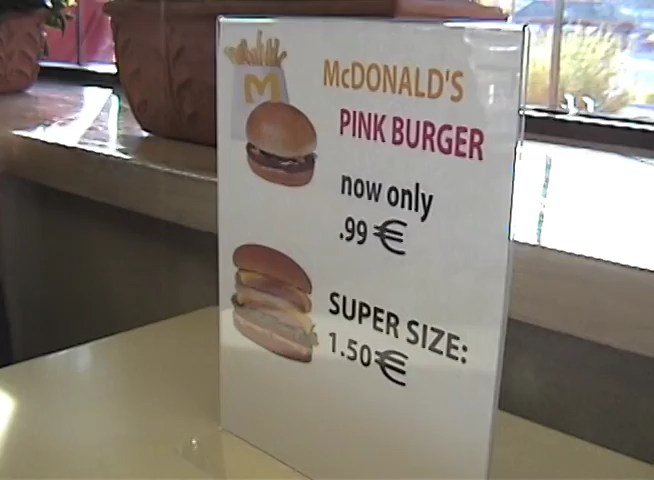 M
McDONALD'S
PINK BURGER
now only
.99 €
SUPER SIZE:
1.50 €